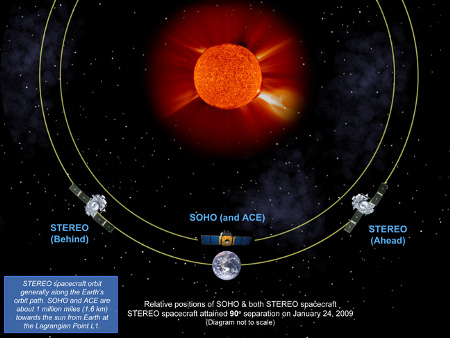 SOHO (and ACE)
STEREO
(Behind)
STEREO
(Ahead)
STEREO spacecraft orbit
generally along the Earth's
orbit path. SOHO and ACE are
about 1 million miles (1.6 km)
towards the sun from Earth at
the Lagrangian Point L1.
Relative positions of SOHO & both STEREO spacecraft
STEREO spacecraft attained 90° separation on January 24, 2009
(Diagram not to scale)